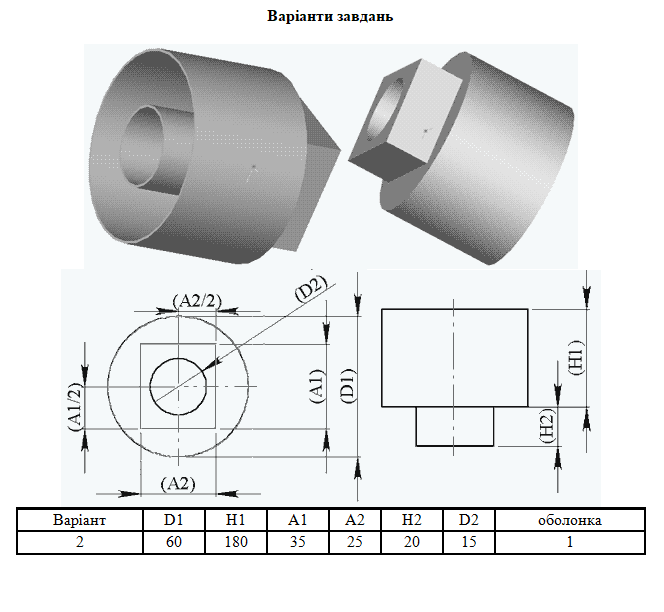 Варіанти завдань
(A2/2)
(D2)
(A1/2)
(A1)
(D1)
(A2)
(H1)
(H2)
Варіант D1 H1 A1 A2 H2 D2 оболонка
2 60 180 35 25 20 15 1